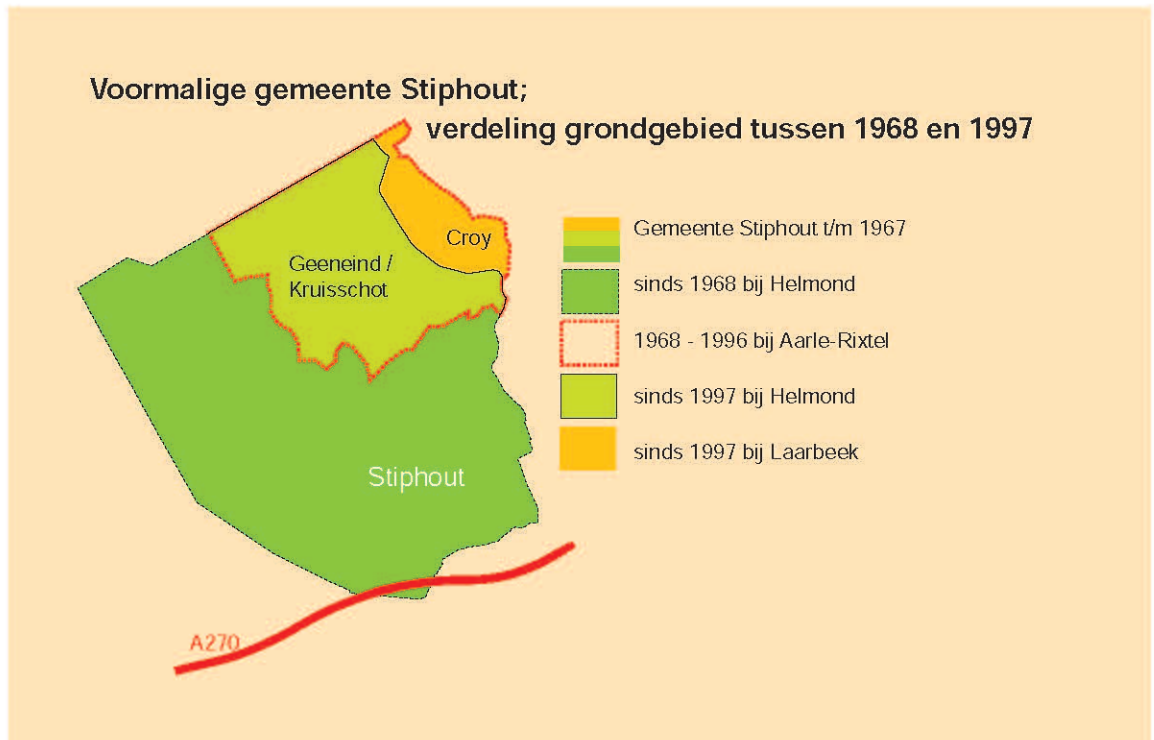 Voormalige gemeente Stiphout;
verdeling grondgebied tussen 1968 en 1997
Croy
Geeneind /
Kruisschot
Stiphout
A270
Gemeente Stiphout t/m 1967
sinds 1968 bij Helmond
1968 - 1996 bij Aarle-Rixtel
sinds 1997 bij Helmond
sinds 1997 bij Laarbeek